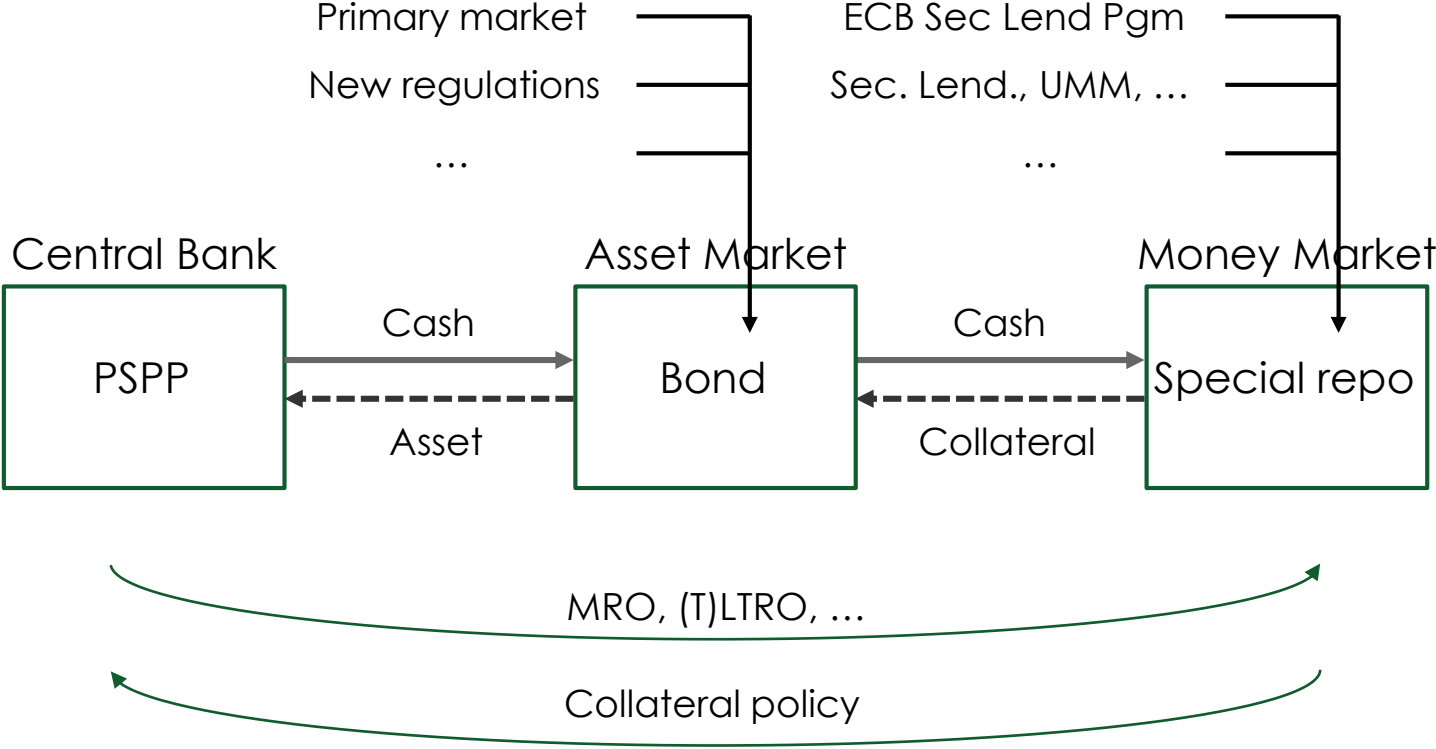 Primary market
ECB Sec Lend Pgm
New regulations
Sec. Lend., UMM, …
…
…
Central Bank
Asset Market
Money Market
Cash
Cash
PSPP
Bond
Special repo
Asset
Collateral
MRO, (T)LTRO, …
Collateral policy